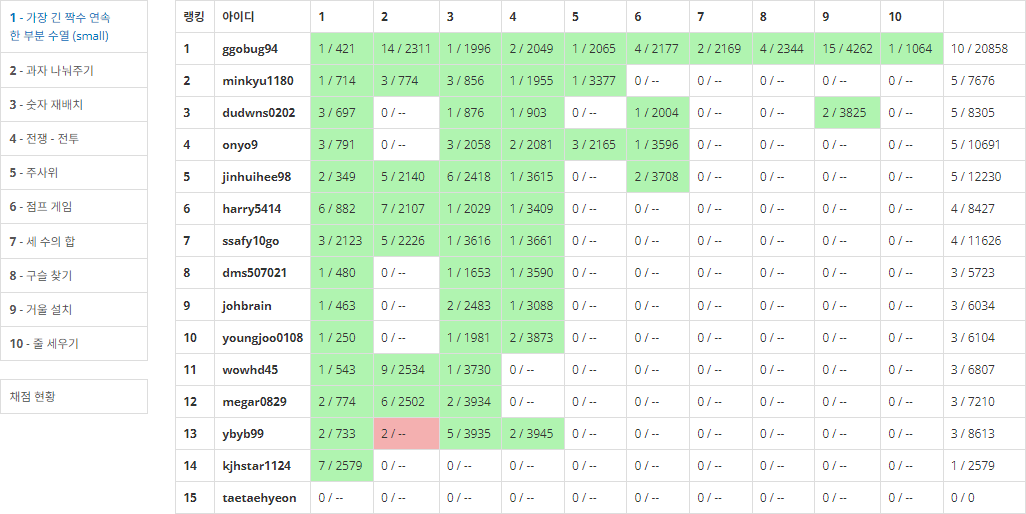 1 - 가장 긴 짝수 연속
한 부분 수열 (small)
2 - 과자 나눠주기
3 - 숫자 재배치
4 - 전쟁 - 전투
5 - 주사위
6 - 점프 게임
7 - 세 수의 합
8 - 구슬 찾기
9 - 거울 설치
10 - 줄 세우기
채점 현황
랭킹 아이디 1 2 3 4 5 6 7 8 9 10
1 ggobug94 1 / 421 14 / 2311 1 / 1996 2 / 2049 1 / 2065 4 / 2177 2 / 2169 4 / 2344 15 / 4262 1 / 1064 10 / 20858
2 minkyu1180 1 / 714 3 / 774 3 / 856 1 / 1955 1 / 3377 0 / -- 0 / -- 0 / -- 0 / -- 0 / -- 5 / 7676
3 dudwns0202 3 / 697 0 / -- 1 / 876 1 / 903 0 / -- 1 / 2004 0 / -- 0 / -- 2 / 3825 0 / -- 5 / 8305
4 onyo9 3 / 791 0 / -- 3 / 2058 2 / 2081 3 / 2165 1 / 3596 0 / -- 0 / -- 0 / -- 0 / -- 5 / 10691
5 jinhuihee98 2 / 349 5 / 2140 6 / 2418 1 / 3615 0 / -- 2 / 3708 0 / -- 0 / -- 0 / -- 0 / -- 5 / 12230
6 harry5414 6 / 882 7 / 2107 1 / 2029 1 / 3409 0 / -- 0 / -- 0 / -- 0 / -- 0 / -- 0 / -- 4 / 8427
7 ssafy10go 3 / 2123 5 / 2226 1 / 3616 1 / 3661 0 / -- 0 / -- 0 / -- 0 / -- 0 / -- 0 / -- 4 / 11626
8 dms507021 1 / 480 0 / -- 1 / 1653 1 / 3590 0 / -- 0 / -- 0 / -- 0 / -- 0 / -- 0 / -- 3 / 5723
9 johbrain 1 / 463 0 / -- 2 / 2483 1 / 3088 0 / -- 0 / -- 0 / -- 0 / -- 0 / -- 0 / -- 3 / 6034
10 youngjoo0108 1 / 250 0 / -- 1 / 1981 2 / 3873 0 / -- 0 / -- 0 / -- 0 / -- 0 / -- 0 / -- 3 / 6104
11 wowhd45 1 / 543 9 / 2534 1 / 3730 0 / -- 0 / -- 0 / -- 0 / -- 0 / -- 0 / -- 0 / -- 3 / 6807
12 megar0829 2 / 774 6 / 2502 2 / 3934 0 / -- 0 / -- 0 / -- 0 / -- 0 / -- 0 / -- 0 / -- 3 / 7210
13 ybyb99 2 / 733 2 / -- 5 / 3935 2 / 3945 0 / -- 0 / -- 0 / -- 0 / -- 0 / -- 0 / -- 3 / 8613
14 kjhstar1124 7 / 2579 0 / -- 0 / -- 0 / -- 0 / -- 0 / -- 0 / -- 0 / -- 0 / -- 0 / -- 1 / 2579
15 taetaehyeon 0 / -- 0 / -- 0 / -- 0 / -- 0 / -- 0 / -- 0 / -- 0 / -- 0 / -- 0 / -- 0 / 0